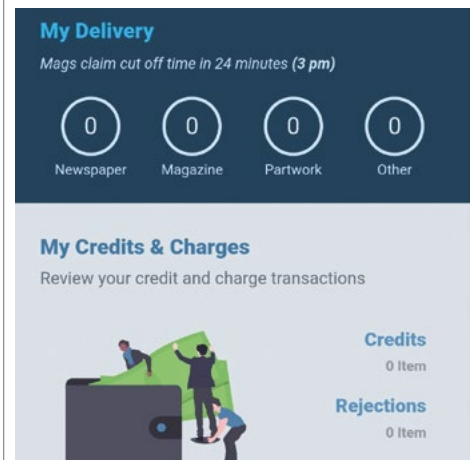 My Delivery
Mags claim cut off time in 24 minutes (3 pm)
0 0 0 0
Newspaper Magazine Partwork Other
My Credits & Charges
Review your credit and charge transactions
Credits
0 Item
Rejections
0 Item